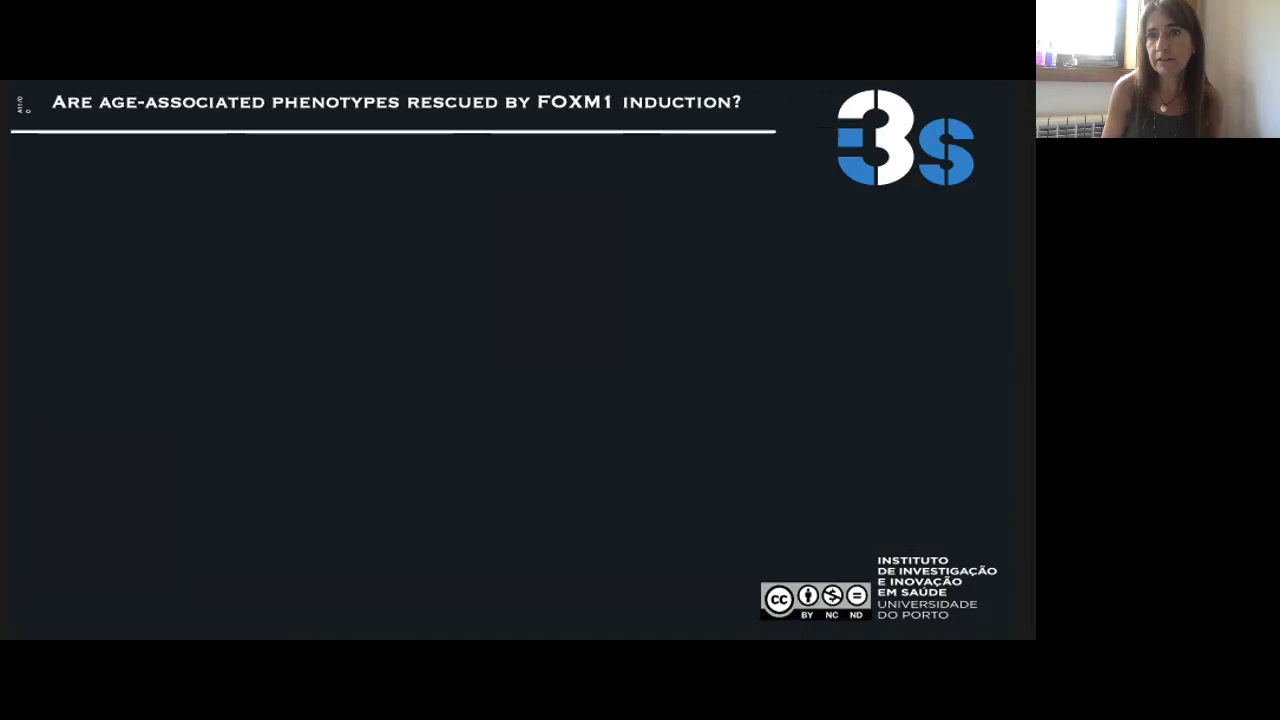 ARE AGE-ASSOCIATED PHENOTYPES RESCUED BY FOXM1 INDUCTION?
3s
INSTITUTO
DE INVESTIGAÇÃO
E INOVAÇÃO
EM SAÚDE
UNIVERSIDADE
DO PORTO
cc
BY NC ND